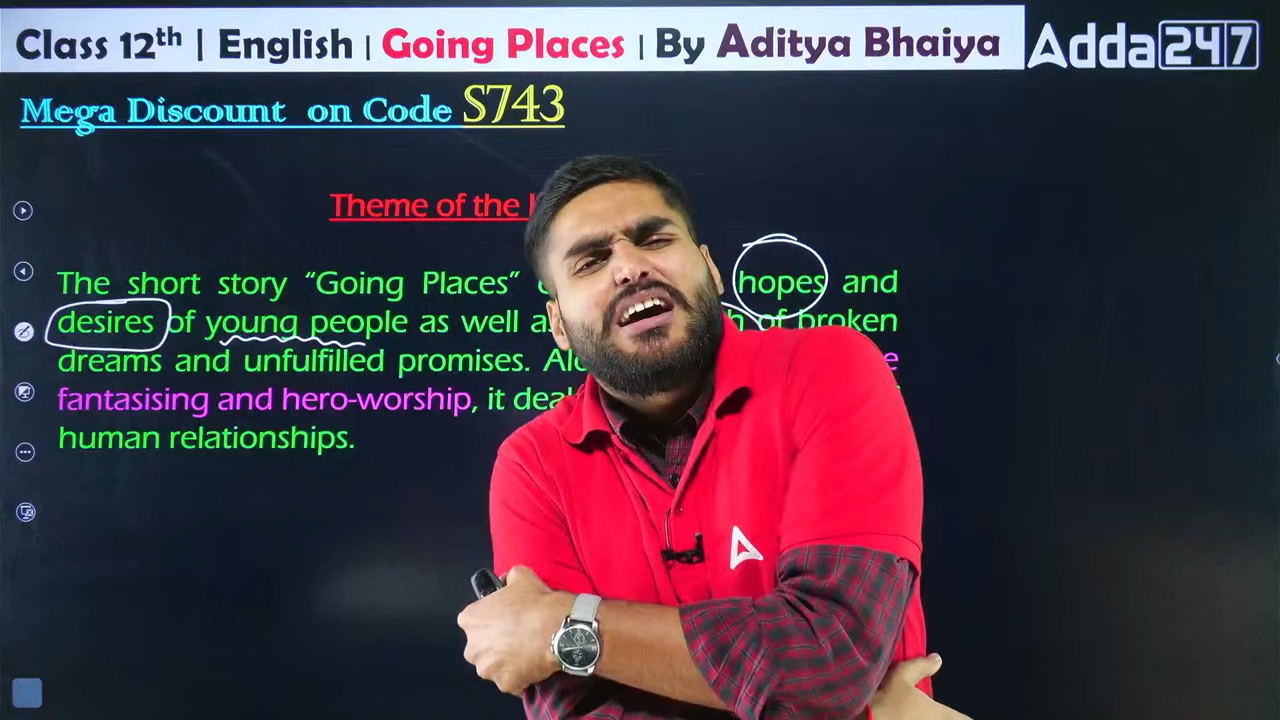 Class 12th | English | Going Places | By Aditya Bhaiya
Adda247
Mega Discount on Code S743
Theme of the
The short story “Going Places” hopes and
desires of young people as well of broken
dreams and unfulfilled promises.
fantasising and hero-worship, it
human relationships.